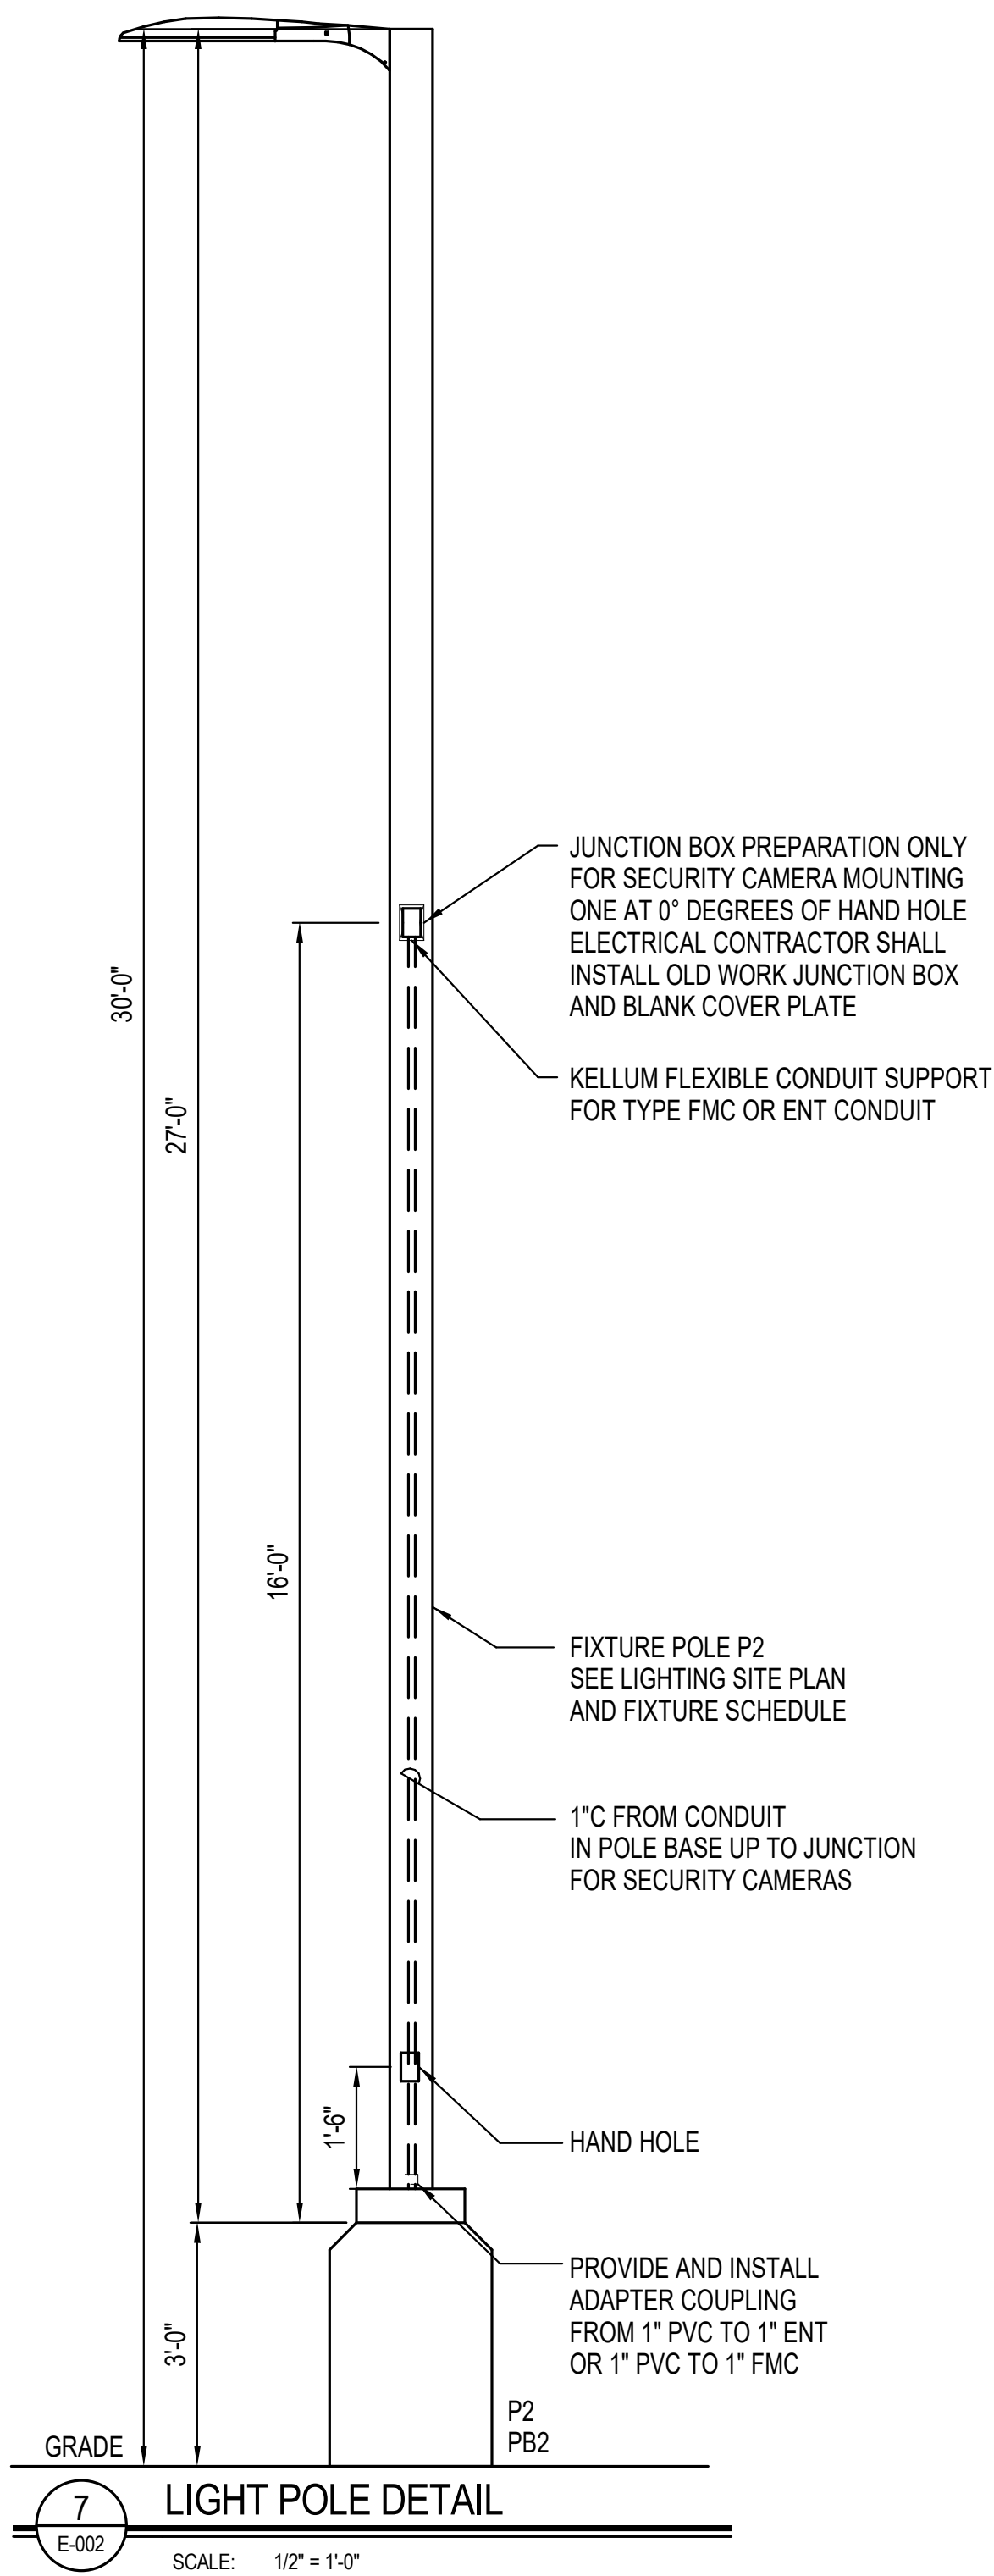 JUNCTION BOX PREPARATION ONLY
FOR SECURITY CAMERA MOUNTING
ONE AT 0° DEGREES OF HAND HOLE
ELECTRICAL CONTRACTOR SHALL
INSTALL OLD WORK JUNCTION BOX
AND BLANK COVER PLATE
30'-0"
KELLUM FLEXIBLE CONDUIT SUPPORT
FOR TYPE FMC OR ENT CONDUIT
27'-0"
16'-0"
FIXTURE POLE P2
SEE LIGHTING SITE PLAN
AND FIXTURE SCHEDULE
1"C FROM CONDUIT
IN POLE BASE UP TO JUNCTION
FOR SECURITY CAMERAS
1'-6"
HAND HOLE
PROVIDE AND INSTALL
ADAPTER COUPLING
FROM 1" PVC TO 1" ENT
OR 1" PVC TO 1" FMC
3'-0"
P2
PB2
GRADE
7
E-002
LIGHT POLE DETAIL
SCALE: 1/2" = 1'-0"